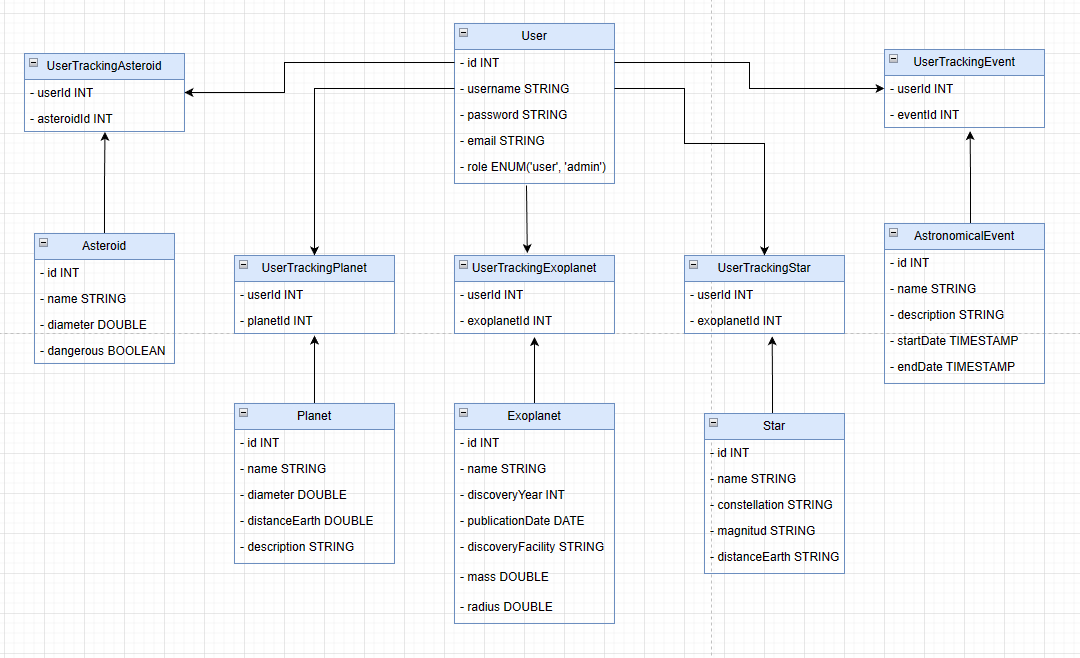 User
- id INT
- username STRING
- password STRING
- email STRING
- role ENUM('user', 'admin')
UserTrackingAsteroid
- userId INT
- asteroidId INT
UserTrackingEvent
- userId INT
- eventId INT
Asteroid
- id INT
- name STRING
- diameter DOUBLE
- dangerous BOOLEAN
UserTrackingPlanet
- userId INT
- planetId INT
UserTrackingExoplanet
- userId INT
- exoplanetId INT
UserTrackingStar
- userId INT
- exoplanetId INT
AstronomicalEvent
- id INT
- name STRING
- description STRING
- startDate TIMESTAMP
- endDate TIMESTAMP
Planet
- id INT
- name STRING
- diameter DOUBLE
- distanceEarth DOUBLE
- description STRING
Exoplanet
- id INT
- name STRING
- discoveryYear INT
- publicationDate DATE
- discoveryFacility STRING
- mass DOUBLE
- radius DOUBLE
Star
- id INT
- name STRING
- constellation STRING
- magnitud STRING
- distanceEarth STRING